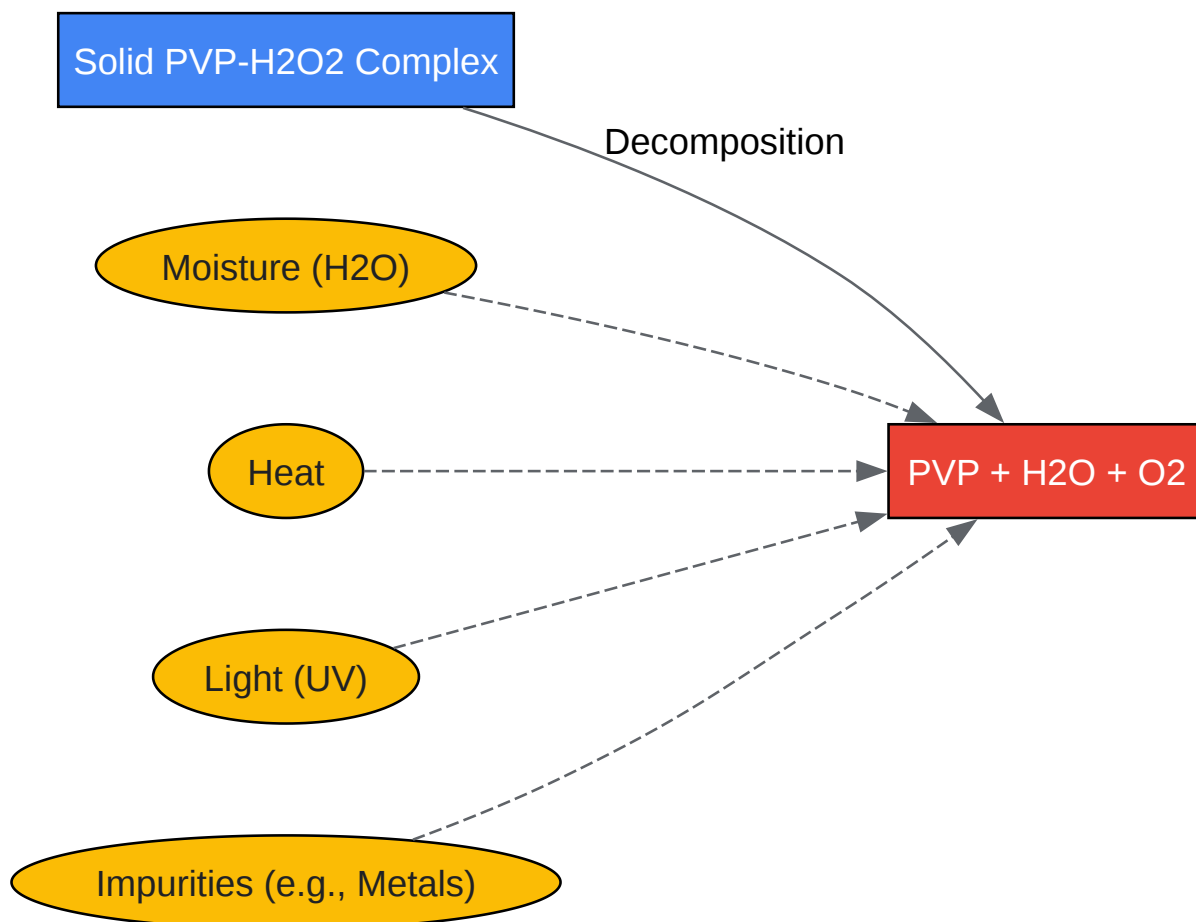 Solid PVP-H2O2 Complex
Decomposition
Moisture (H2O)
Heat
PVP + H2O + O2
Light (UV)
Impurities (e.g., Metals)